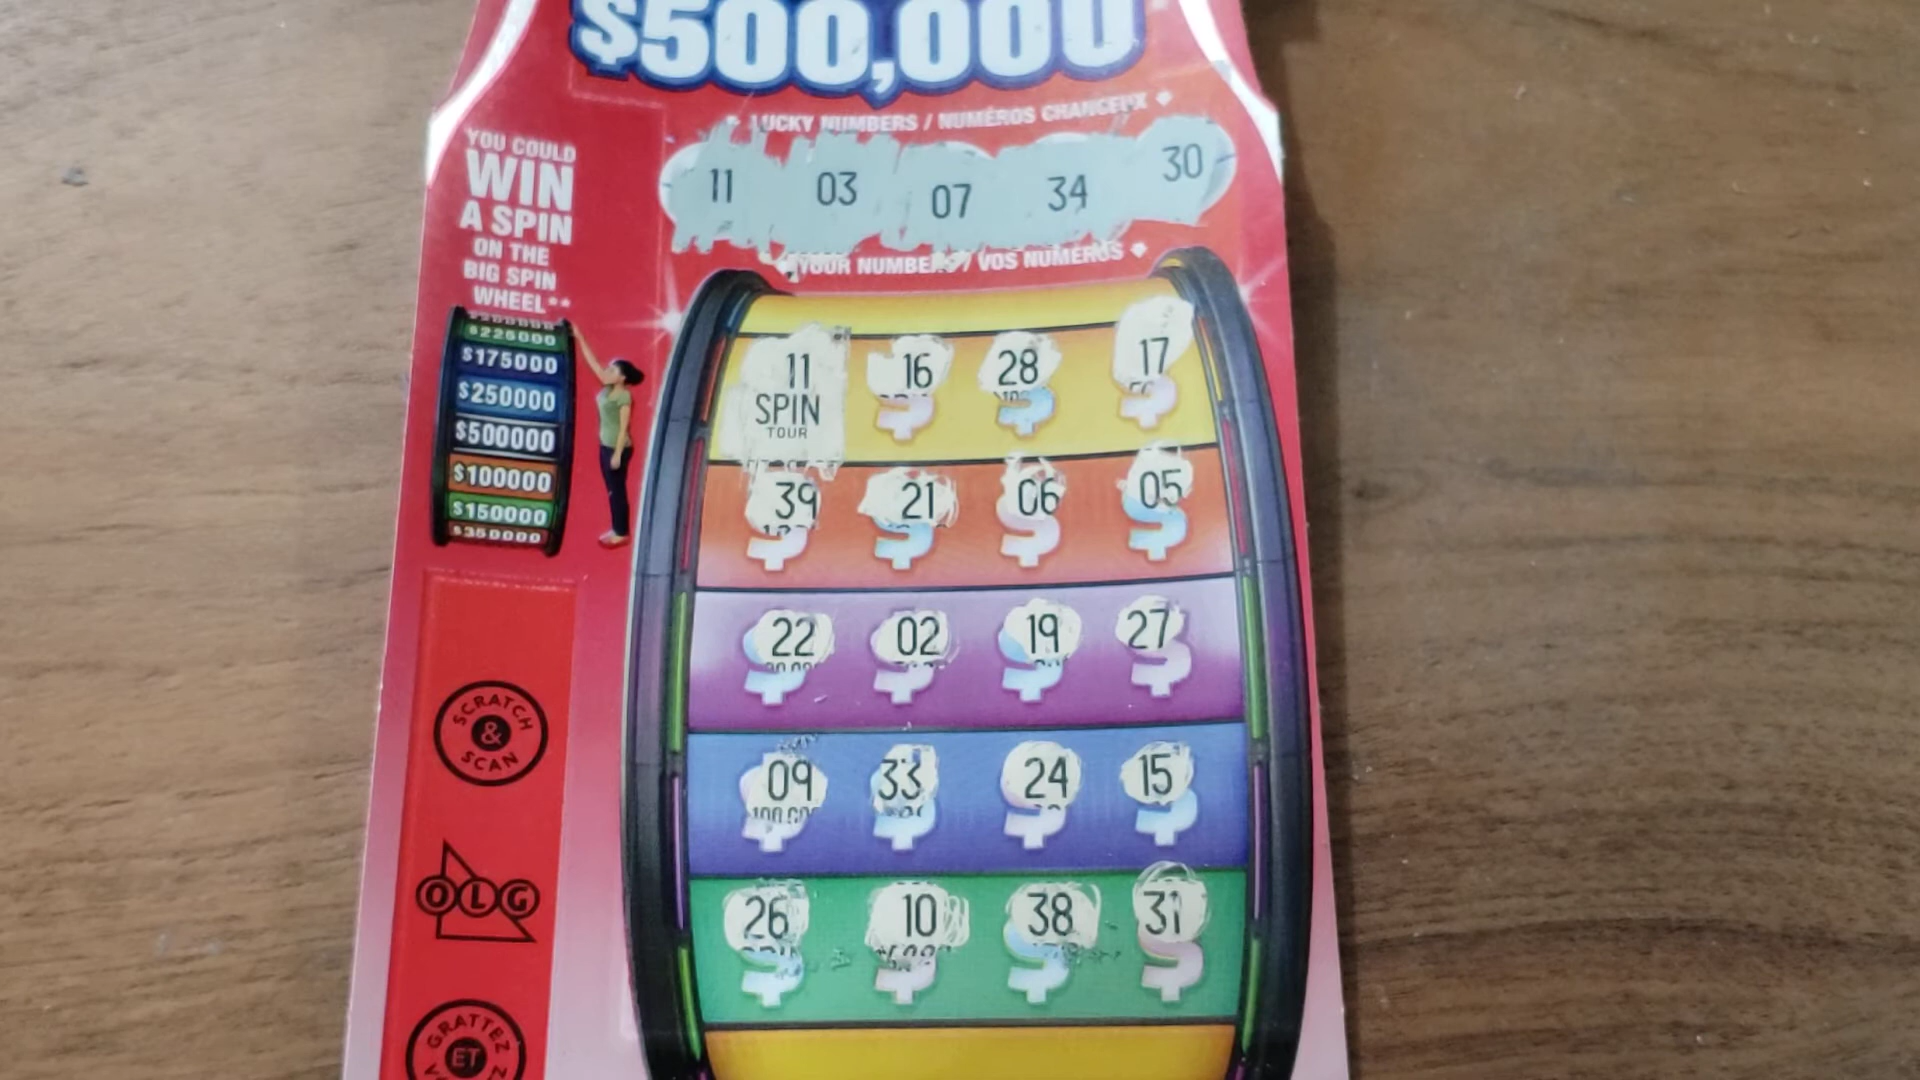 $500,000
LUCKY NUMBERS / NUMÉROS CHANCEUX
11 03 07 34 30
YOUR NUMBERS / VOS NUMÉROS
YOU COULD
WIN
A SPIN
ON THE
BIG SPIN
WHEEL**
$225000
$175000
$250000
$500000
$100000
$150000
$350000
11 16 28 17
SPIN
TOUR
39 21 06 05
22 02 19 27
09 33 24 15
26 10 38 31
SCRATCH
&
SCAN
OLG
GRATTEZ
ET